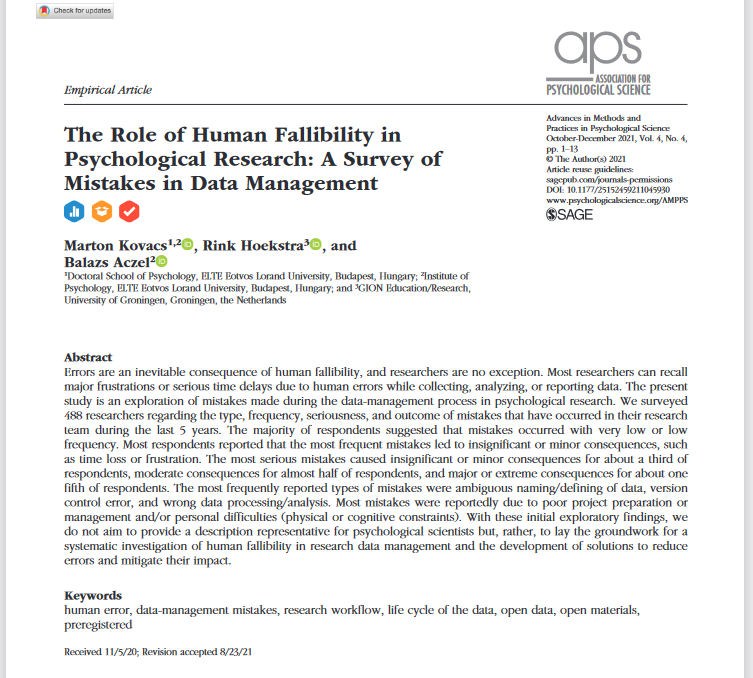 Check for updates
aps
ASSOCIATION FOR
PSYCHOLOGICAL SCIENCE
Empirical Article
The Role of Human Fallibility in
Psychological Research: A Survey of
Mistakes in Data Management
Advances in Methods and
Practices in Psychological Science
October-December 2021, Vol. 4, No. 4,
pp. 1–13
© The Author(s) 2021
Article reuse guidelines:
sagepub.com/journals-permissions
DOI: 10.1177/25152459211045930
www.psychologicalscience.org/AMPPS
SAGE
Marton Kovacs1,2, Rink Hoekstra3, and
Balazs Aczel2
1Doctoral School of Psychology, ELTE Eotvos Lorand University, Budapest, Hungary; 2Institute of
Psychology, ELTE Eotvos Lorand University, Budapest, Hungary; and 3GION Education/Research,
University of Groningen, Groningen, the Netherlands
Abstract
Errors are an inevitable consequence of human fallibility, and researchers are no exception. Most researchers can recall
major frustrations or serious time delays due to human errors while collecting, analyzing, or reporting data. The present
study is an exploration of mistakes made during the data-management process in psychological research. We surveyed
488 researchers regarding the type, frequency, seriousness, and outcome of mistakes that have occurred in their research
team during the last 5 years. The majority of respondents suggested that mistakes occurred with very low or low
frequency. Most respondents reported that the most frequent mistakes led to insignificant or minor consequences, such
as time loss or frustration. The most serious mistakes caused insignificant or minor consequences for about a third of
respondents, moderate consequences for almost half of respondents, and major or extreme consequences for about one
fifth of respondents. The most frequently reported types of mistakes were ambiguous naming/defining of data, version
control error, and wrong data processing/analysis. Most mistakes were reportedly due to poor project preparation or
management and/or personal difficulties (physical or cognitive constraints). With these initial exploratory findings, we
do not aim to provide a description representative for psychological scientists but, rather, to lay the groundwork for a
systematic investigation of human fallibility in research data management and the development of solutions to reduce
errors and mitigate their impact.
Keywords
human error, data-management mistakes, research workflow, life cycle of the data, open data, open materials,
preregistered
Received 11/5/20; Revision accepted 8/23/21